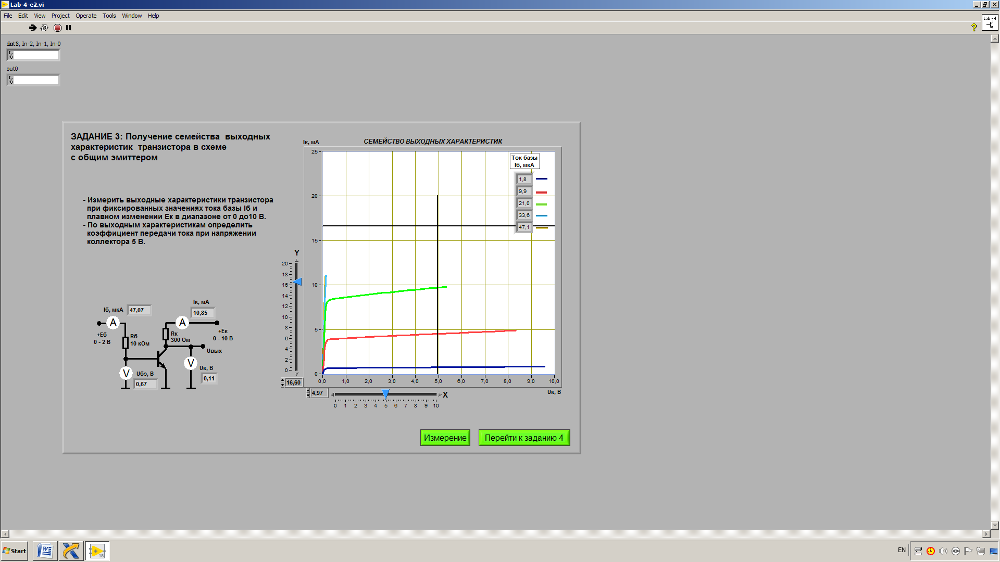 Lab-4-e2.vi
File Edit View Project Operate Tools Window Help
Lab - 4
In-2, In-1, In-0
out0
ЗАДАНИЕ 3: Получение семейства выходных
характеристик транзистора в схеме
с общим эмиттером
- Измерить выходные характеристики транзистора
при фиксированных значениях тока базы Iб и
плавном изменении Ек в диапазоне от 0 до10 В.
- По выходным характеристикам определить
коэффициент передачи тока при напряжении
коллектора 5 В.
Iк, мА
СЕМЕЙСТВО ВЫХОДНЫХ ХАРАКТЕРИСТИК
25
20
15
10
5
0
Ток базы
Iб, мкА
1,8
9,9
21,0
33,6
47,1
0,0 1,0 2,0 3,0 4,0 5,0 6,0 7,0 8,0 9,0 10,0
Uк, В
Y
20
18
16
14
12
10
8
6
4
2
0
Y
16,60
4,97
X
0 1 2 3 4 5 6 7 8 9 10
Iк, мА
Iб, мкА 47,07
10,85
A A
+Еб
0 - 2 В
Rб
10 кОм
Rк
300 Ом
+Ек
0 - 10 В
Uвых
V V
Uбэ, В
0,67
Uк, В
0,11
Измерение
Перейти к заданию 4
Start
18
EN